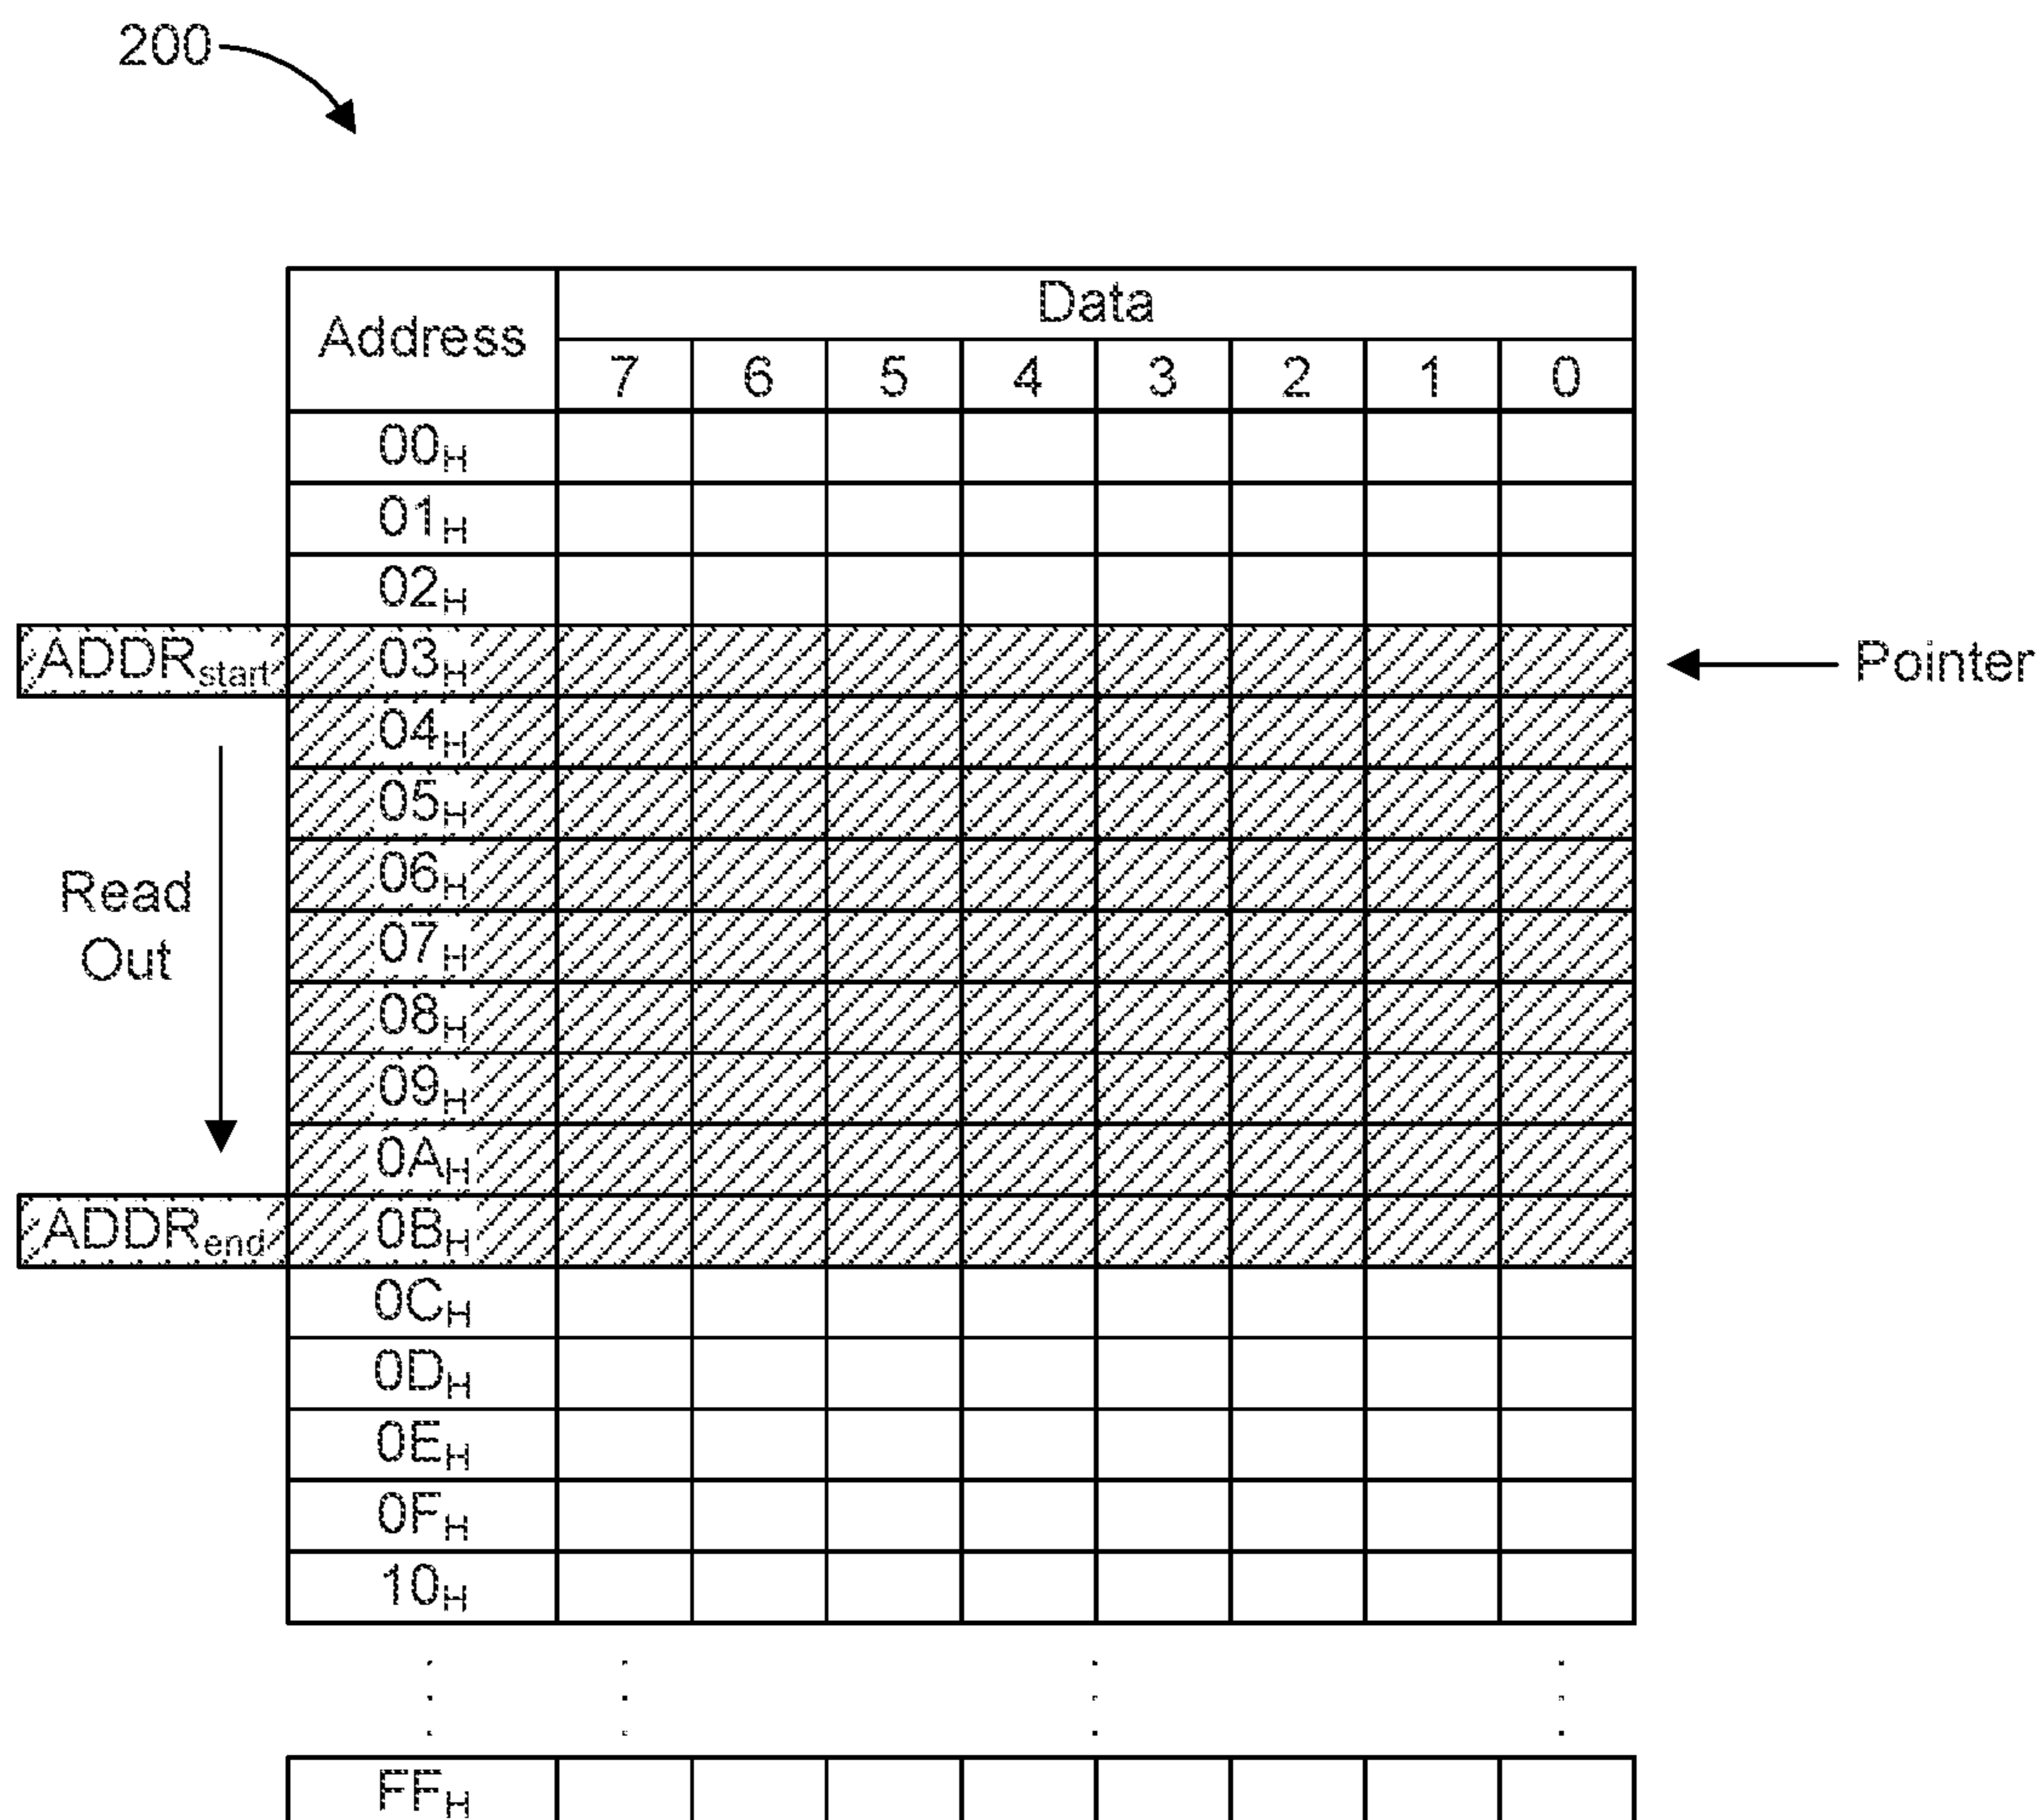 200
Address Data
7 6 5 4 3 2 1 0
00H
01H
02H
ADDRstart 03H Pointer
04H
05H
06H
Read
Out
07H
08H
09H
0AH
ADDRend 0BH
0CH
0DH
0EH
0FH
10H
FFH